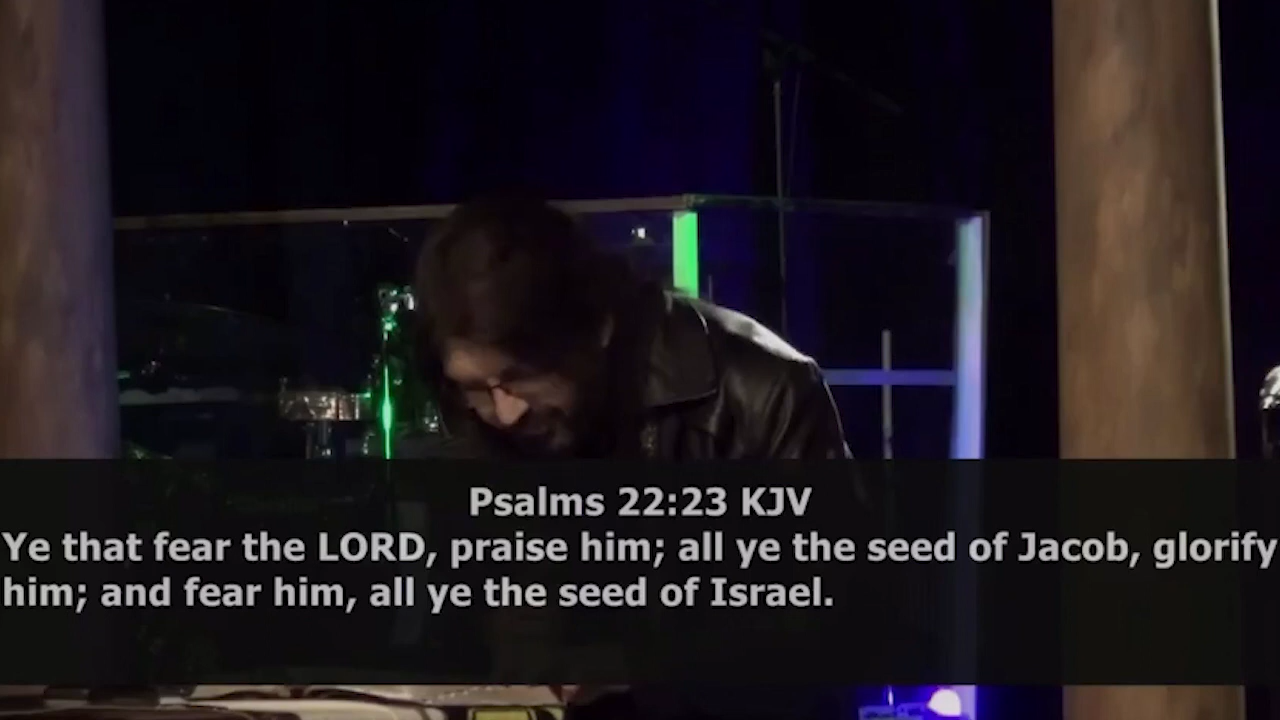 Psalms 22:23 KJV
Ye that fear the LORD, praise him; all ye the seed of Jacob, glorify
him; and fear him, all ye the seed of Israel.